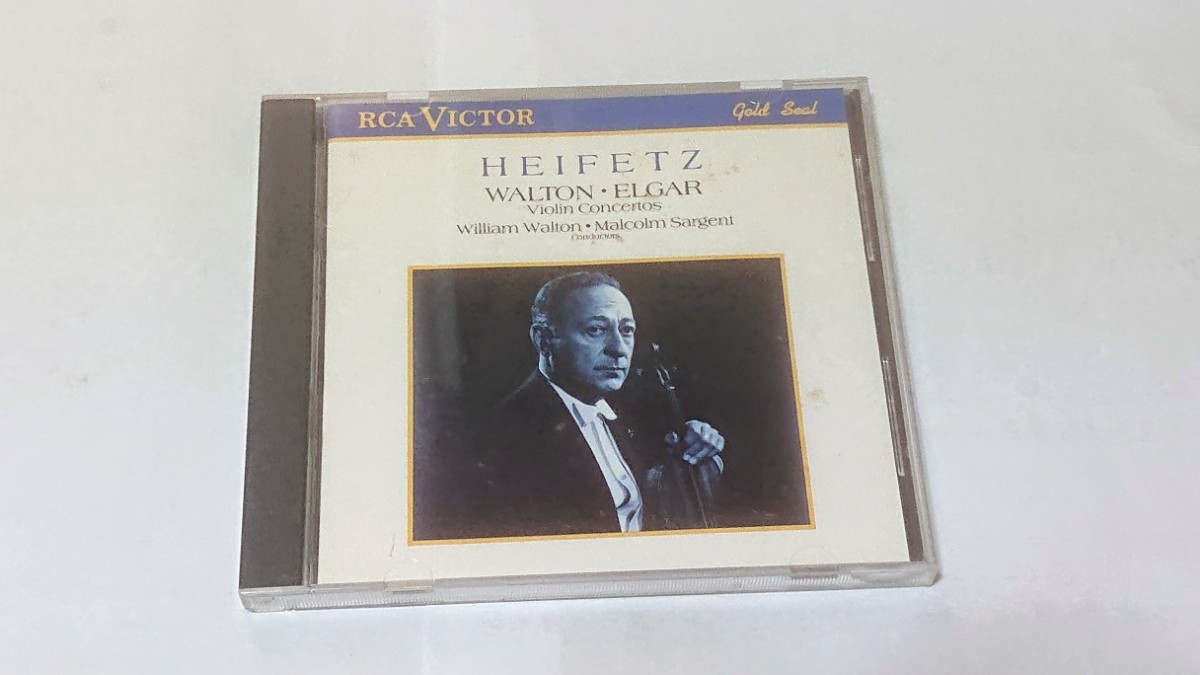 RCA VICTOR Gold Seal
HEIFETZ
WALTON • ELGAR
Violin Concertos
William Walton • Malcolm Sargent
Conductors